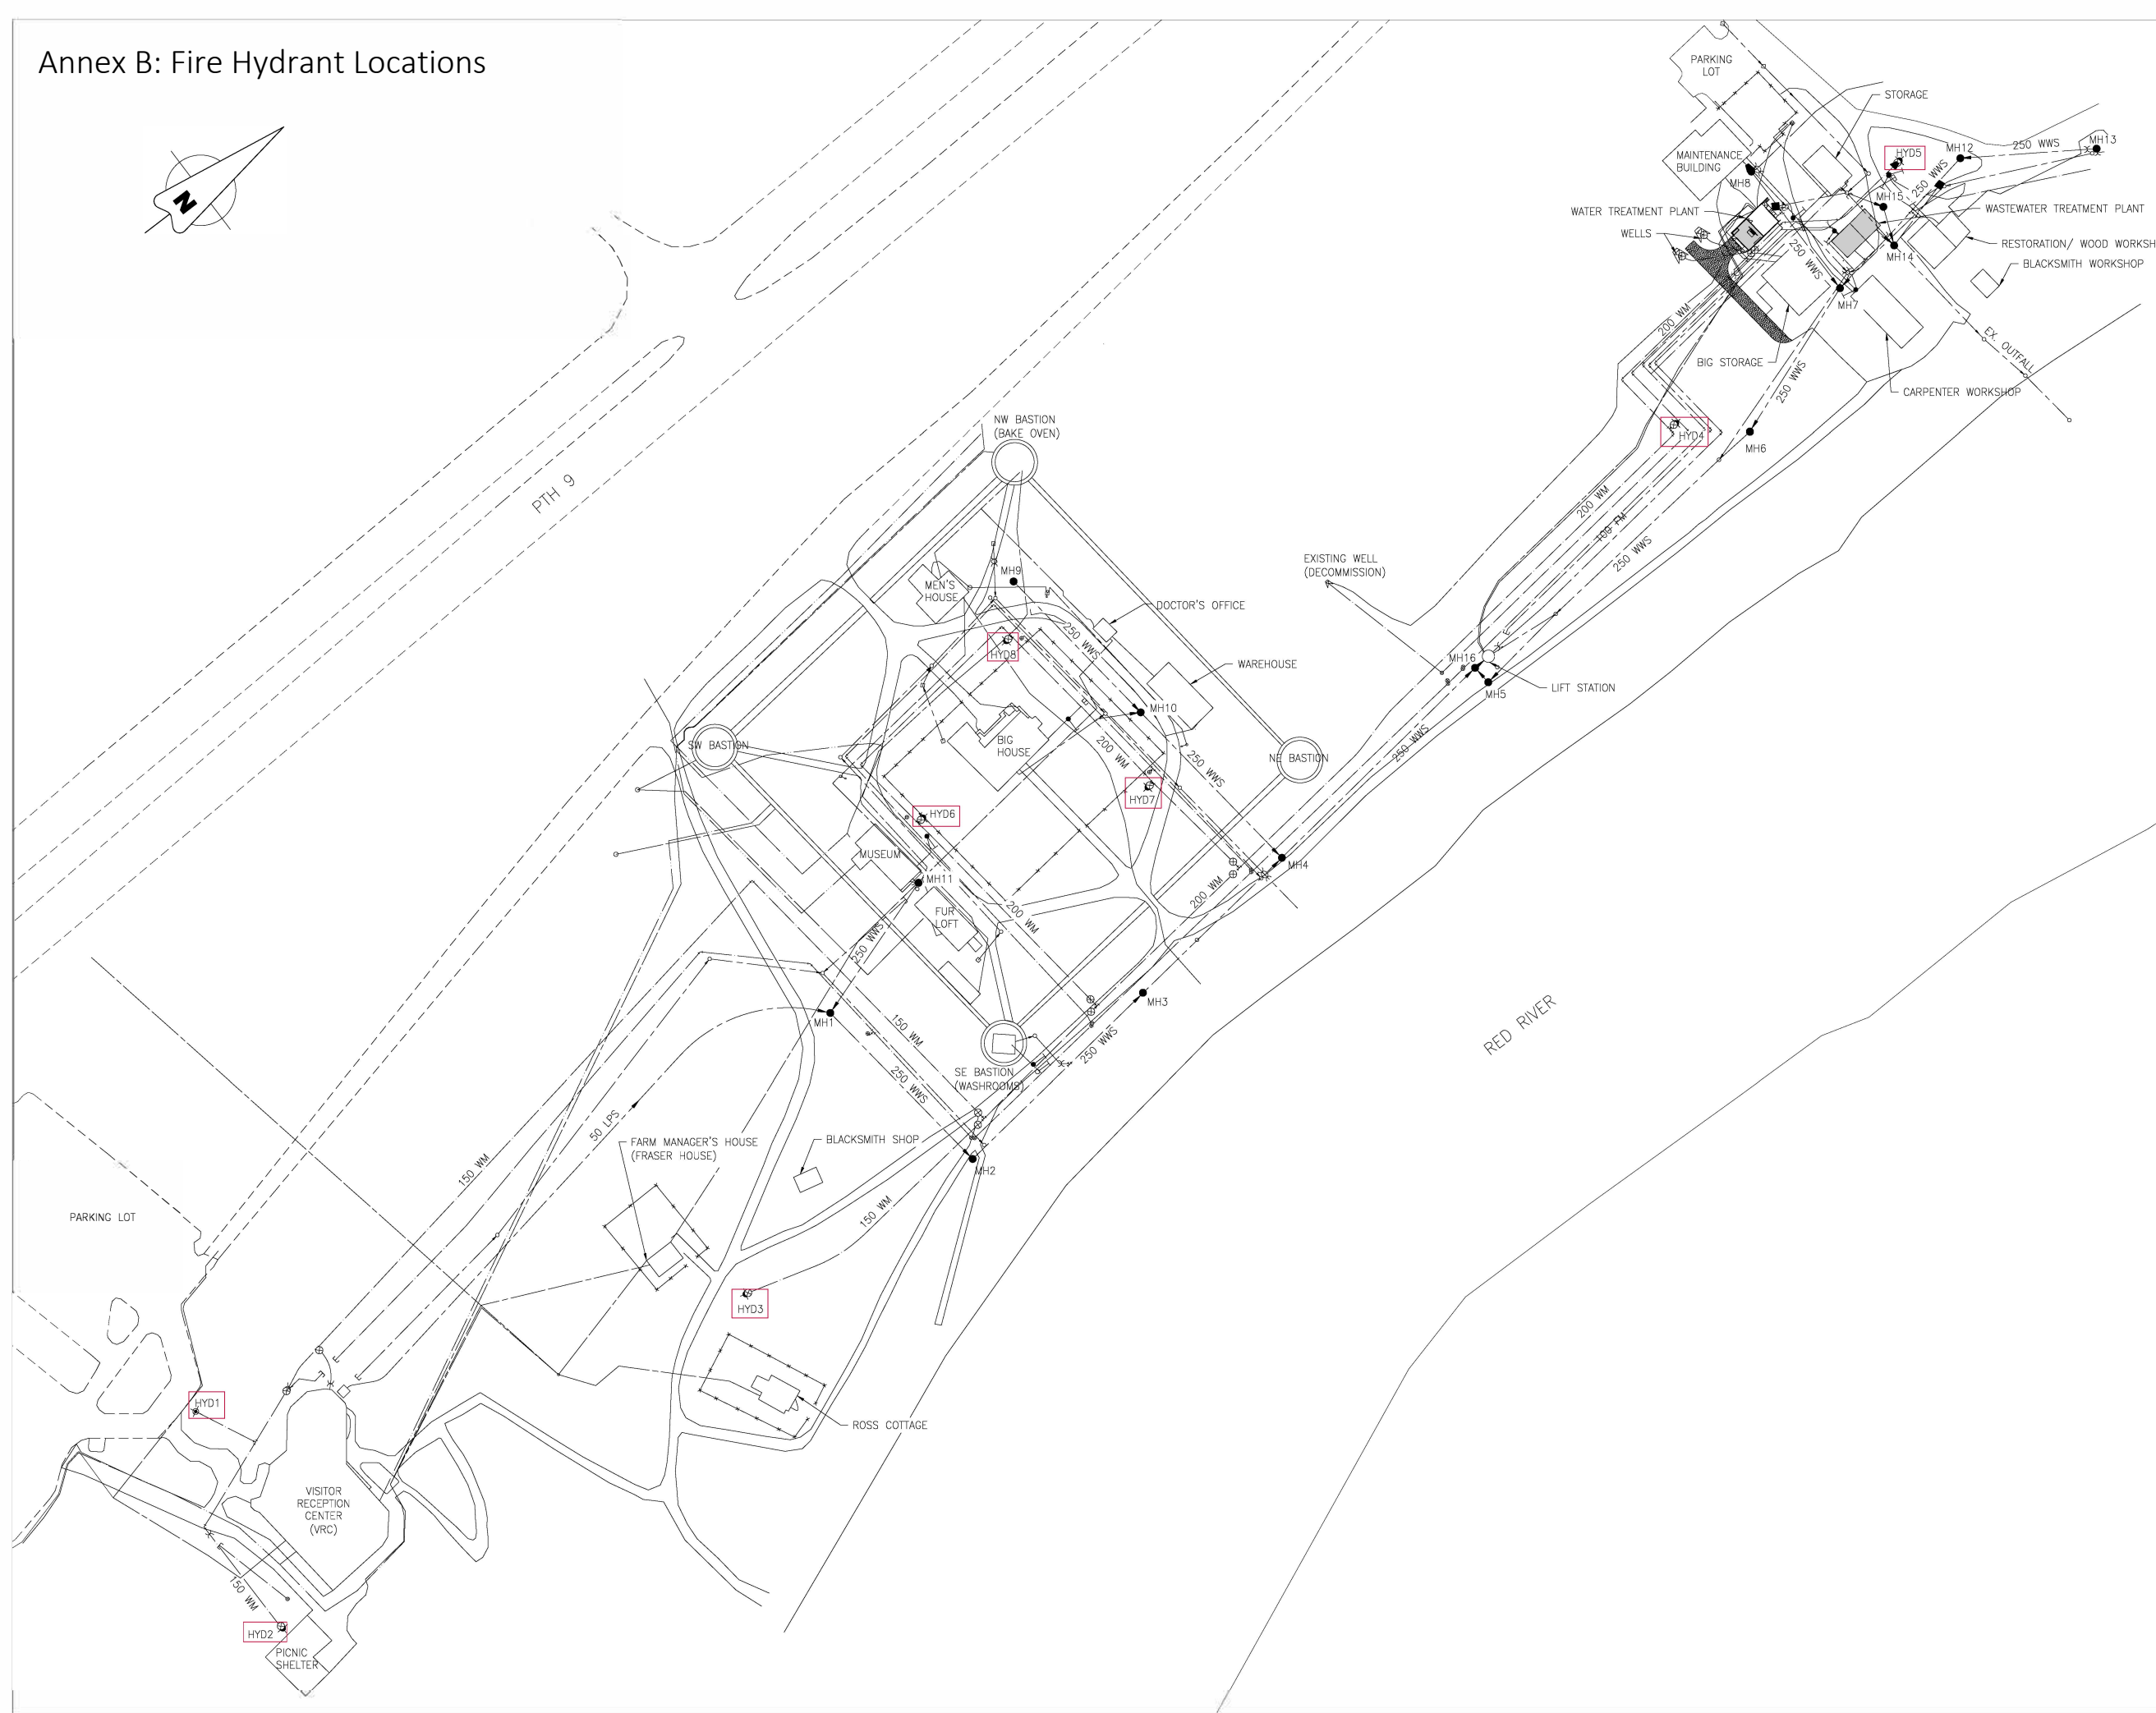 Annex B: Fire Hydrant Locations
N
PTH 9
PARKING
LOT
STORAGE
MAINTENANCE
BUILDING
MH8
HYD5
MH12
250 WWS
MH13
250 WWS
MH15
WATER TREATMENT PLANT
WASTEWATER TREATMENT PLANT
WELLS
250 WWS
MH14
RESTORATION/ WOOD WORKSH
BLACKSMITH WORKSHOP
MH7
200 WM
EX. OUTFALL
BIG STORAGE
250 WWS
CARPENTER WORKSHOP
HYD4
MH6
NW BASTION
(BAKE OVEN)
200 WM
100 FM
250 WWS
EXISTING WELL
(DECOMMISSION)
MH9
MEN'S
HOUSE
DOCTOR'S OFFICE
250 WWS
HYD8
WAREHOUSE
MH16
LIFT STATION
MH5
MH10
BIG
HOUSE
SW BASTION
200 WM
250 WWS
NE BASTION
250 WWS
HYD7
HYD6
MUSEUM
MH4
MH11
200 WM
FUR
LOFT
200 WM
250 WWS
MH3
RED RIVER
MH1
150 WM
250 WWS
SE BASTION
(WASHROOMS)
250 WWS
50 LPS
FARM MANAGER'S HOUSE
(FRASER HOUSE)
BLACKSMITH SHOP
MH2
150 WM
150 WM
PARKING LOT
HYD3
HYD1
ROSS COTTAGE
VISITOR
RECEPTION
CENTER
(VRC)
150 WM
HYD2
PICNIC
SHELTER